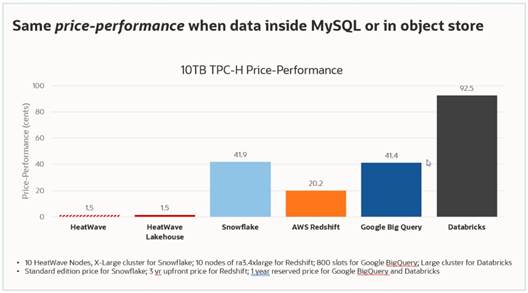 Same price-performance when data inside MySQL or in object store
10TB TPC-H Price-Performance
Price-Performance (cents)
100
80
60
40
20
0
1.5
1.5
41.9
20.2
41.4
92.5
HeatWave
HeatWave
Lakehouse
Snowflake
AWS Redshift
Google Big Query
Databricks
• 10 HeatWave Nodes, X-Large cluster for Snowflake; 10 nodes of ra3.4xlarge for Redshift; 800 slots for Google BigQuery; Large cluster for Databricks
• Standard edition price for Snowflake; 3 yr upfront price for Redshift; 1 year reserved price for Google BigQuery and Databricks